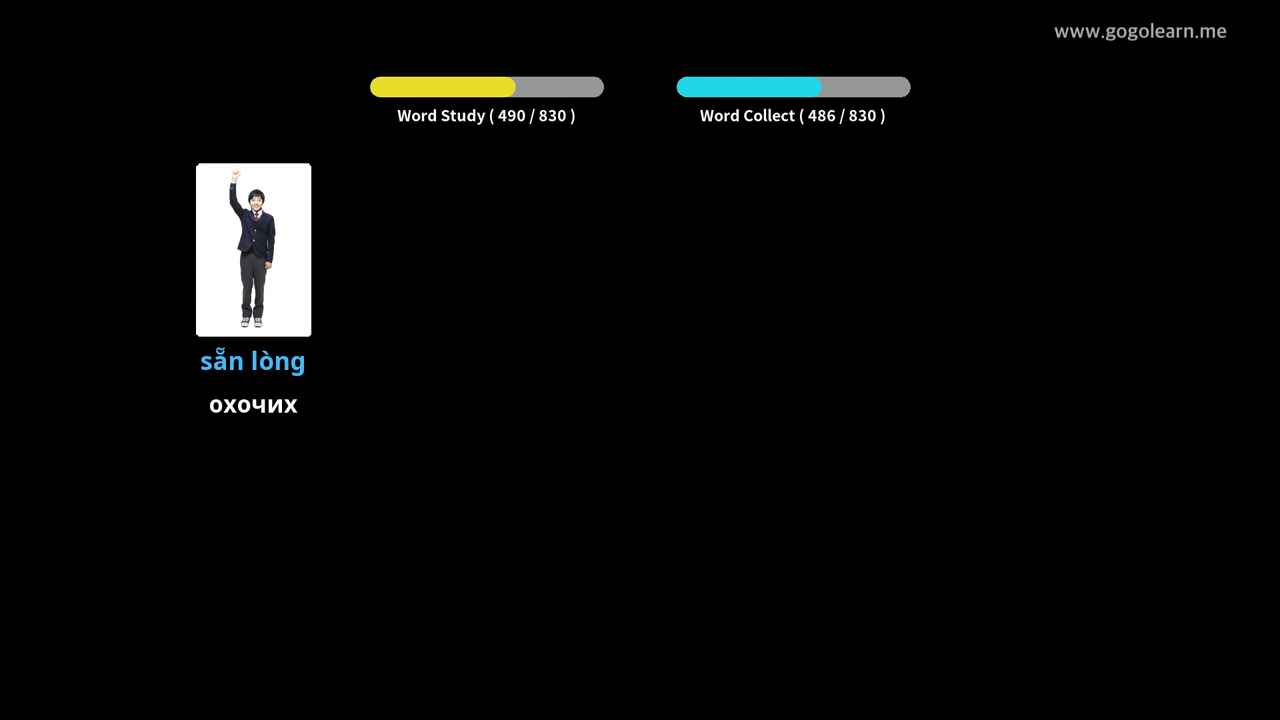 www.gogolearn.me
Word Study ( 490 / 830 )
Word Collect ( 486 / 830 )
sẵn lòng
охочих